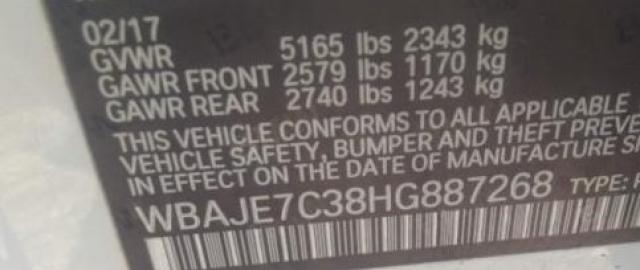 02/17
GVWR 5165 lbs 2343 kg
GAWR FRONT 2579 lbs 1170 kg
GAWR REAR 2740 lbs 1243 kg
THIS VEHICLE CONFORMS TO ALL APPLICABLE
VEHICLE SAFETY, BUMPER AND THEFT PREVE
IN EFFECT ON THE DATE OF MANUFACTURE S
WBAJE7C38HG887268 TYPE: